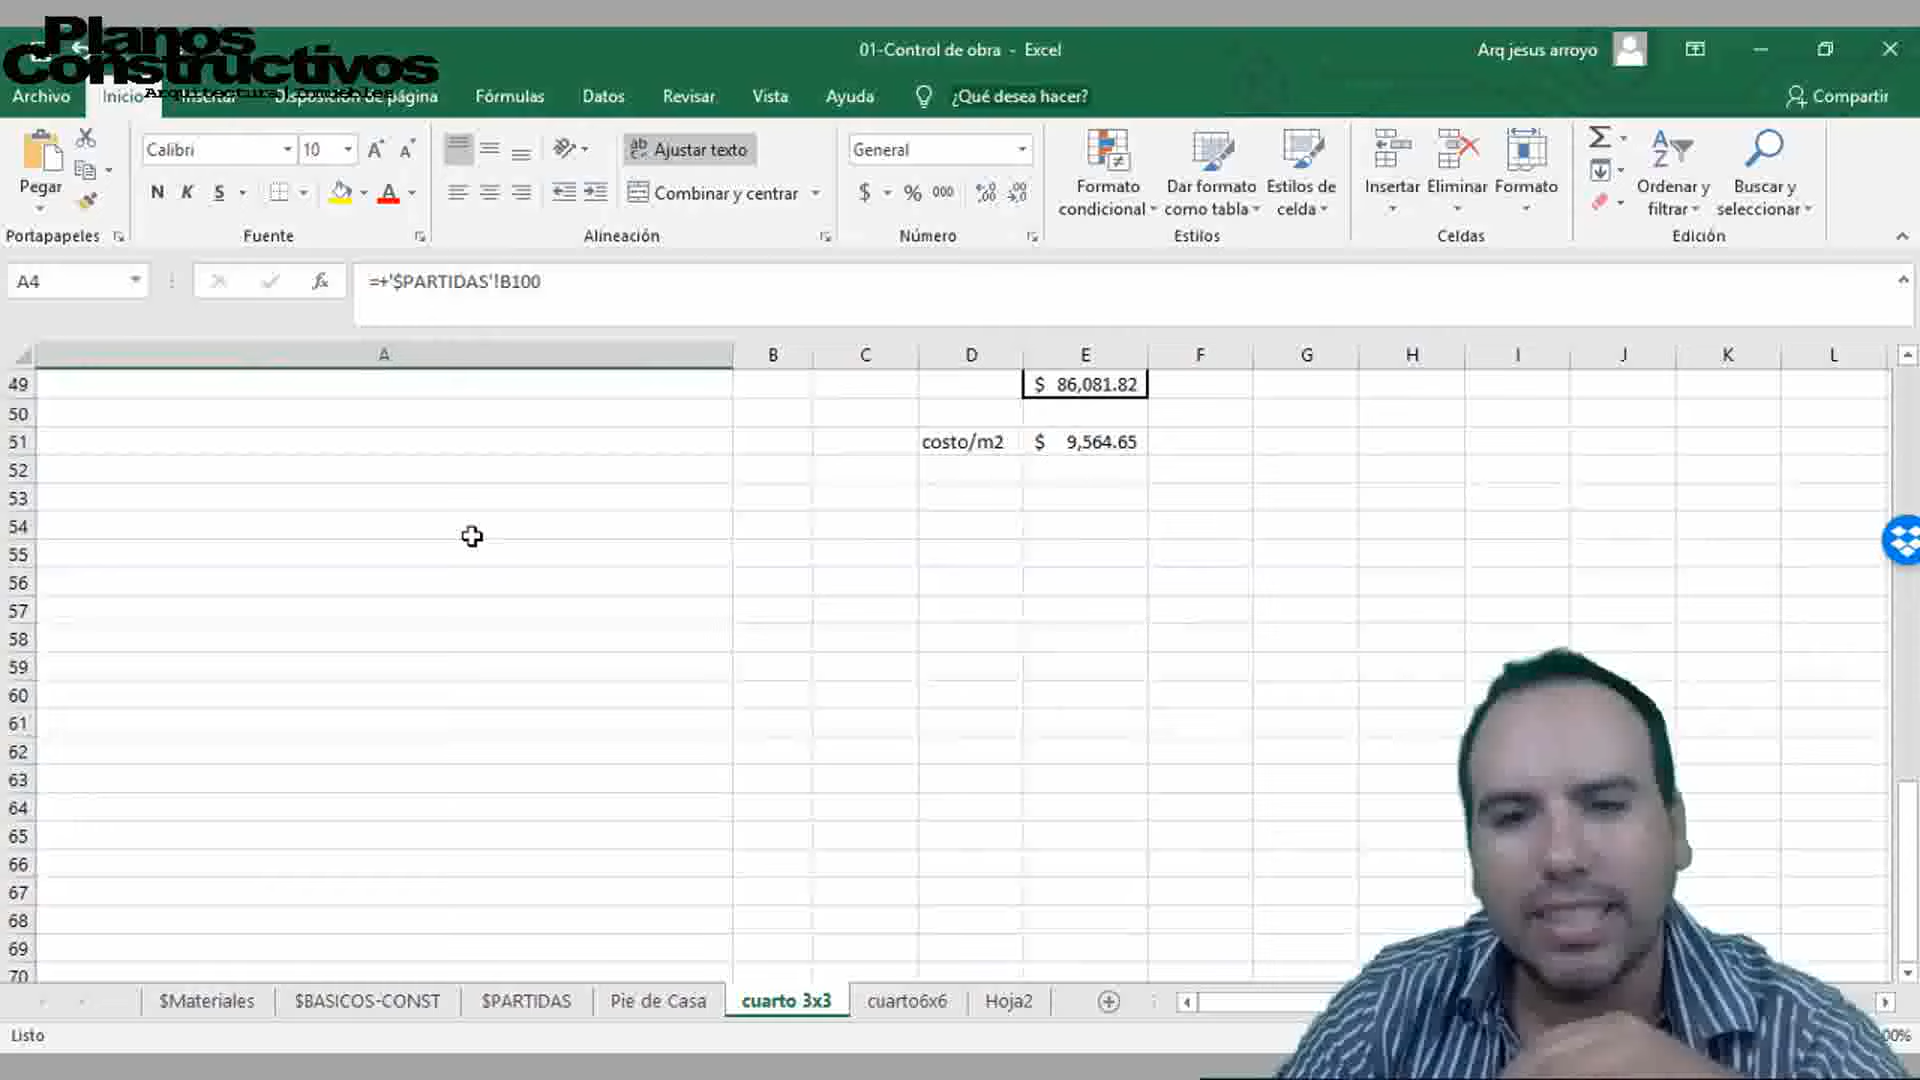 Planos
Constructivos
Arquitectura|Inmuebles
01-Control de obra - Excel
Arq jesus arroyo
Archivo Inicio Insertar Disposición de página Fórmulas Datos Revisar Vista Ayuda ¿Qué desea hacer? Compartir
Pegar
Portapapeles
Calibri 10
N K S
Fuente
Ajustar texto
Combinar y centrar
Alineación
General
$ % 000
Número
Formato condicional
Dar formato como tabla
Estilos de celda
Estilos
Insertar Eliminar Formato
Celdas
Ordenar y filtrar
Buscar y seleccionar
Edición
A4 fx =+'$PARTIDAS'!B100
A B C D E F G H I J K L
49 $ 86,081.82
50
51 costo/m2 $ 9,564.65
52
53
54
55
56
57
58
59
60
61
62
63
64
65
66
67
68
69
70
$Materiales $BASICOS-CONST $PARTIDAS Pie de Casa cuarto 3x3 cuarto6x6 Hoja2
Listo